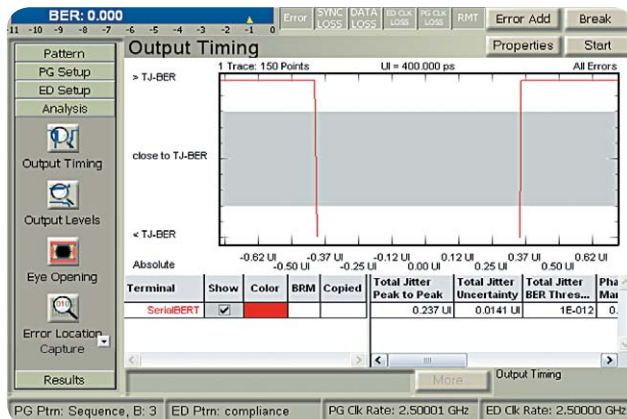 BER: 0.000
-11 -10 -9 -8 -7 -6 -5 -4 -3 -2 -1 0
Error
SYNC LOSS
DATA LOSS
ED CLK LOSS
PG CLK LOSS
RMT
Error Add
Break
Pattern
PG Setup
ED Setup
Analysis
Output Timing
Output Levels
Eye Opening
Error Location
Capture
Results
Output Timing
Properties
Start
1 Trace: 150 Points
UI = 400.000 ps
All Errors
> TJ-BER
close to TJ-BER
< TJ-BER
Absolute
-0.62 UI
-0.50 UI
-0.37 UI
-0.25 UI
-0.12 UI
0.00 UI
0.12 UI
0.25 UI
0.37 UI
0.50 UI
0.62 UI
Terminal Show Color BRM Copied
Total Jitter Peak to Peak
Total Jitter Uncertainty
Total Jitter BER Thres...
Pha
SerialBERT
0.237 UI 0.0141 UI 1E-012 0.
More...
Output Timing
PG Ptrn: Sequence, B: 3
ED Ptrn: compliance
PG Clk Rate: 2.50001 GHz
ED Clk Rate: 2.50000 GHz